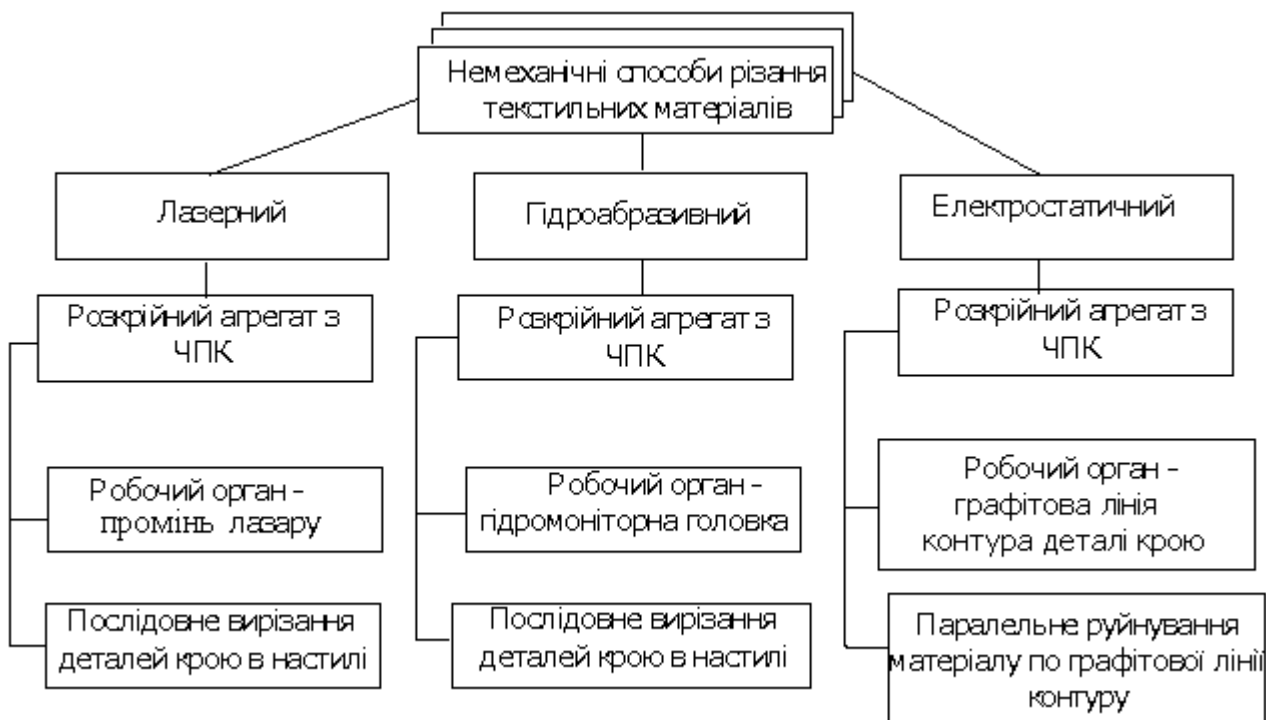 Немеханічні способи різання
текстильних матеріалів
Лазерний
Гідроабразивний
Електростатичний
Розкрійний агрегат з
ЧПК
Розкрійний агрегат з
ЧПК
Розкрійний агрегат з
ЧПК
Робочий орган –
промінь лазару
Робочий орган –
гідромоніторна головка
Робочий орган –
графітова лінія
контура деталі крою
Послідовне вирізання
деталей крою в настилі
Послідовне вирізання
деталей крою в настилі
Паралельне руйнування
матеріалу по графітової лінії
контуру